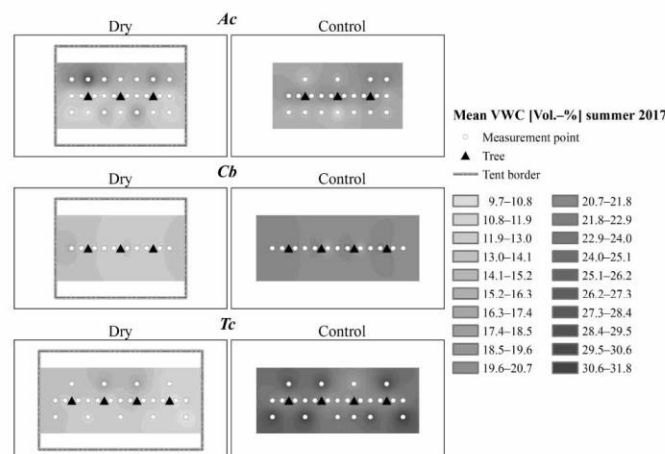 Ac
Dry
Control
Cb
Dry
Control
Tc
Dry
Control
Mean VWC [Vol.–%] summer 2017
Measurement point
Tree
Tent border
9.7–10.8
10.8–11.9
11.9–13.0
13.0–14.1
14.1–15.2
15.2–16.3
16.3–17.4
17.4–18.5
18.5–19.6
19.6–20.7
20.7–21.8
21.8–22.9
22.9–24.0
24.0–25.1
25.1–26.2
26.2–27.3
27.3–28.4
28.4–29.5
29.5–30.6
30.6–31.8